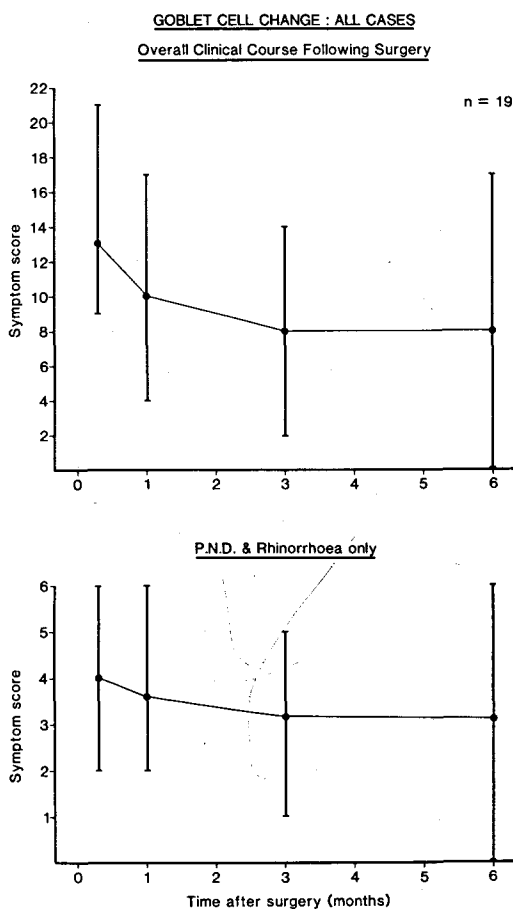 GOBLET CELL CHANGE : ALL CASES
Overall Clinical Course Following Surgery
n = 19
Symptom score
22
20
18
16
14
12
10
8
6
4
2
0 1 2 3 4 5 6
P.N.D. & Rhinorrhoea only
Symptom score
6
5
4
3
2
1
0 1 2 3 4 5 6
Time after surgery (months)